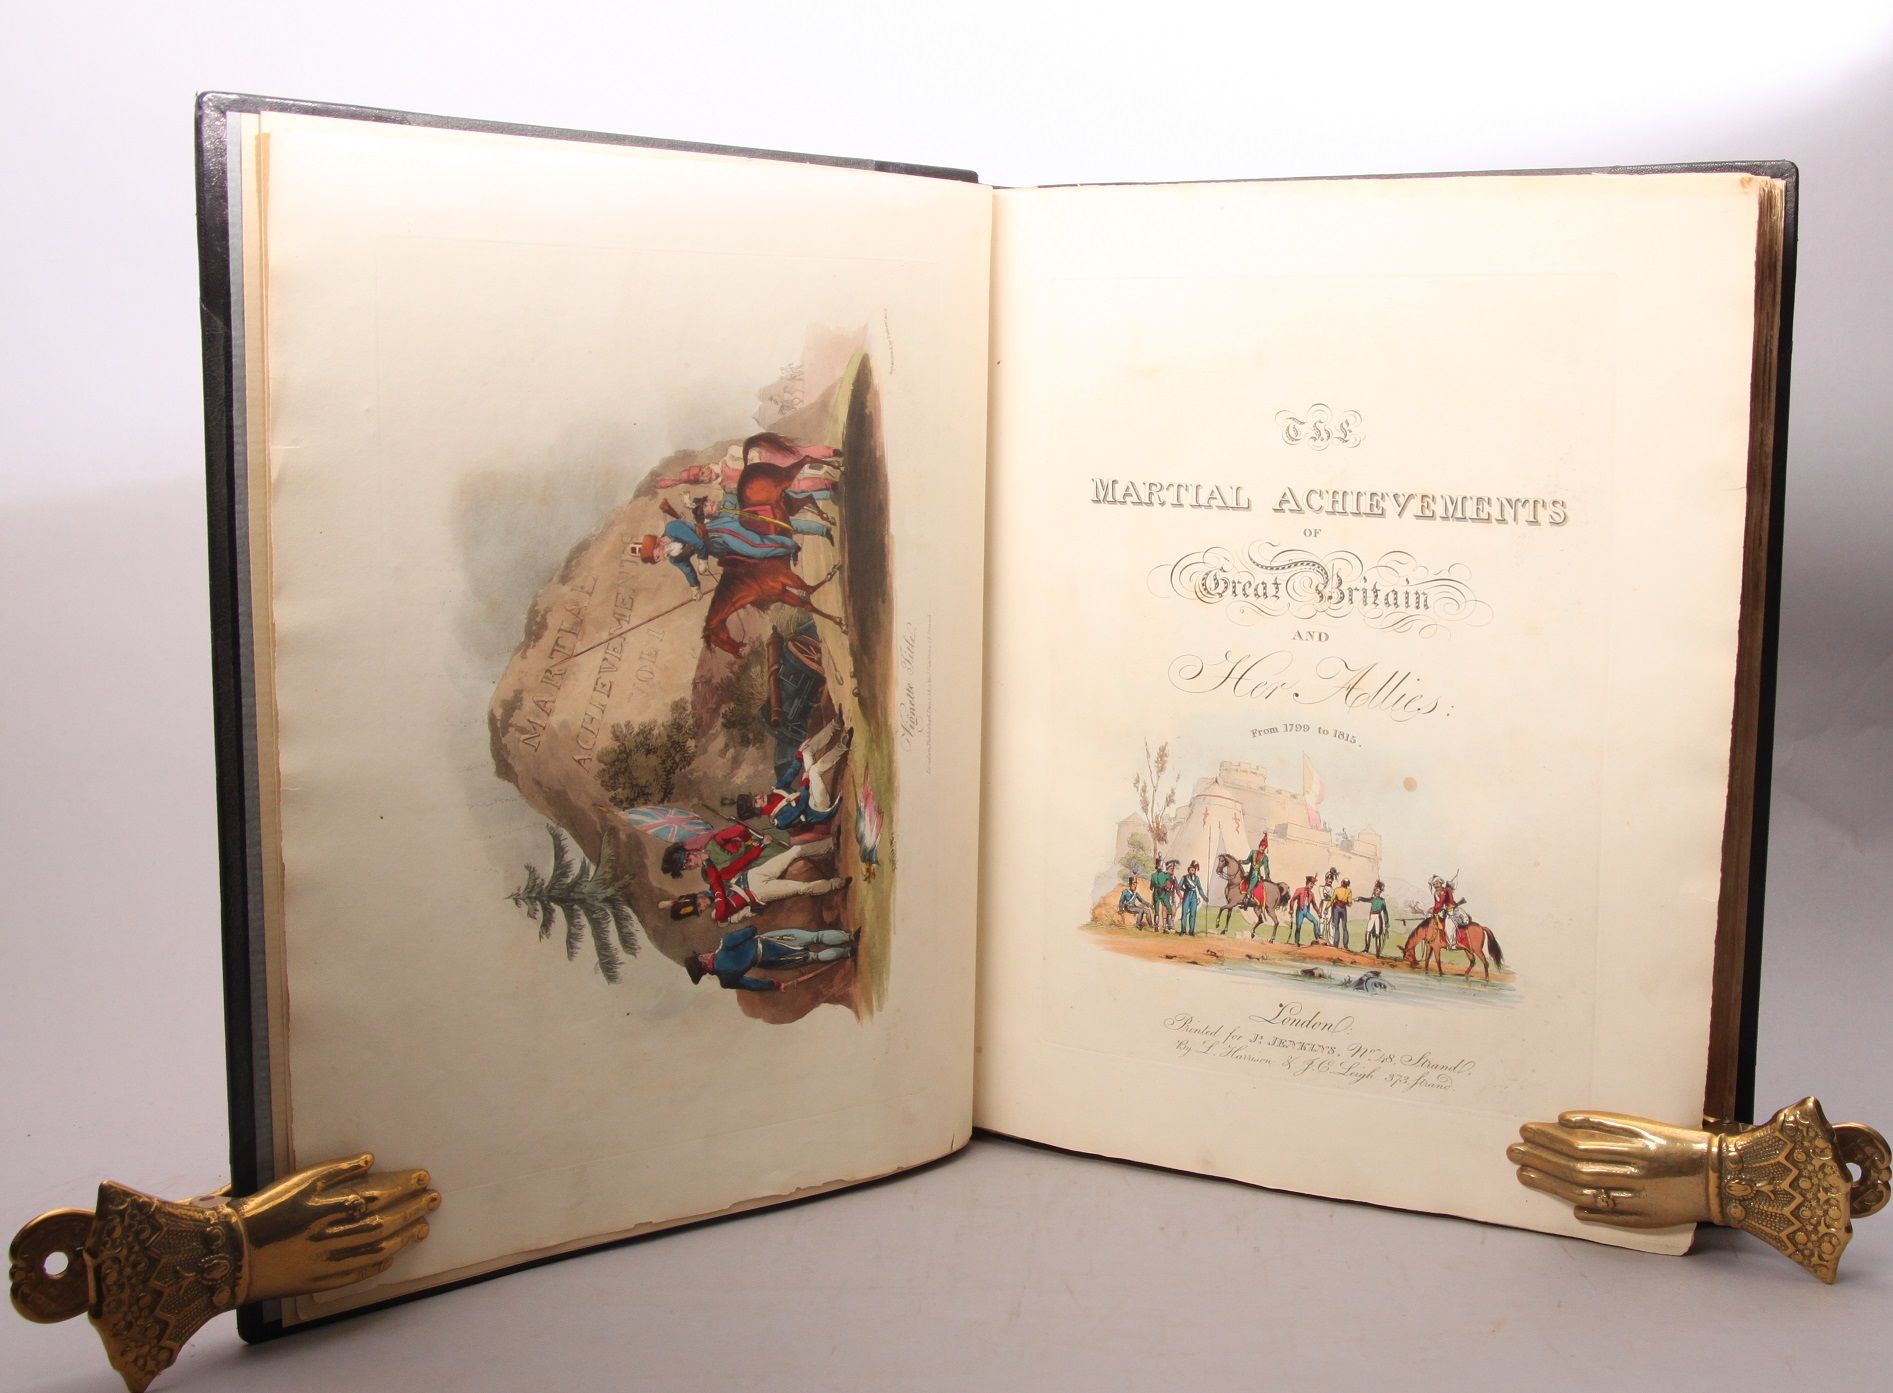 MARTIAL
ACHIEVEMENTS
VOL I
Vignette Title
THE
MARTIAL ACHIEVEMENTS
OF
Great Britain
AND
Her Allies:
From 1799 to 1815.
London:
Printed for Js. JENKINS, No. 48, Strand,
By L. Harrison & J. C. Leigh 373, Strand